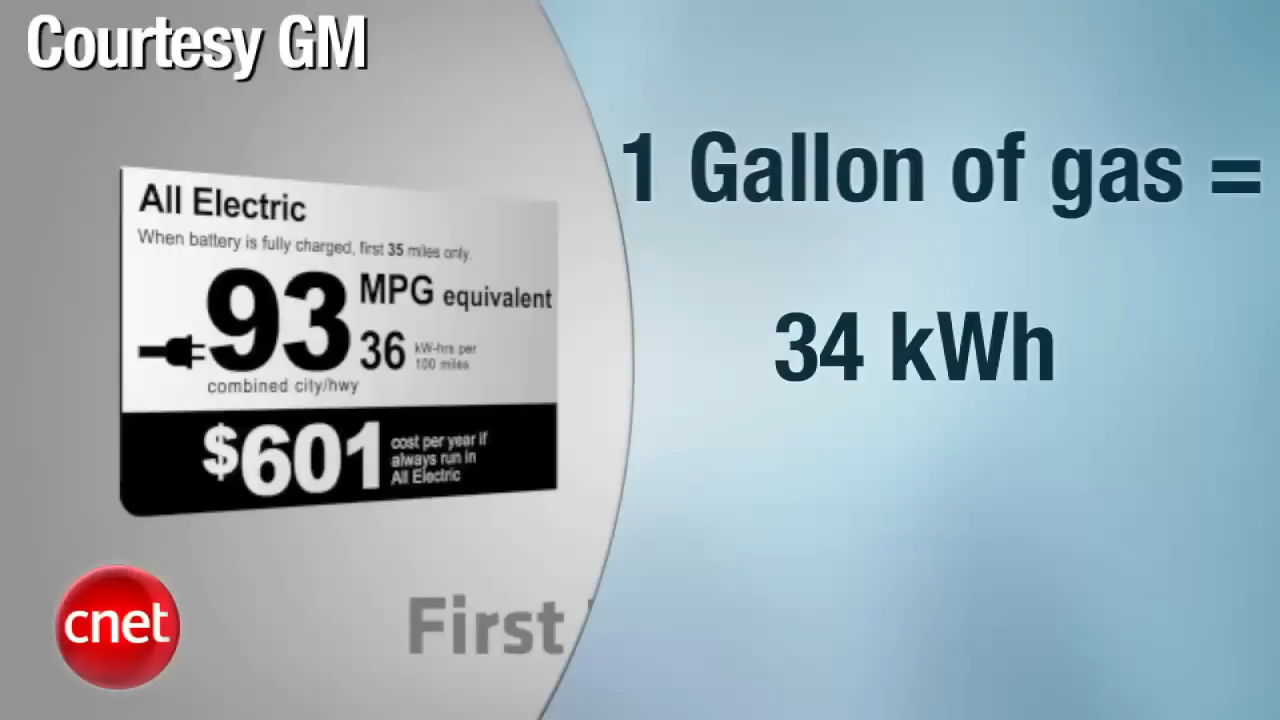 Courtesy GM
All Electric
When battery is fully charged, first 35 miles only.
93 MPG equivalent
36 kW-hrs per
100 miles
combined city/hwy
$601 cost per year if
always run in
All Electric
1 Gallon of gas =
34 kWh
cnet
First